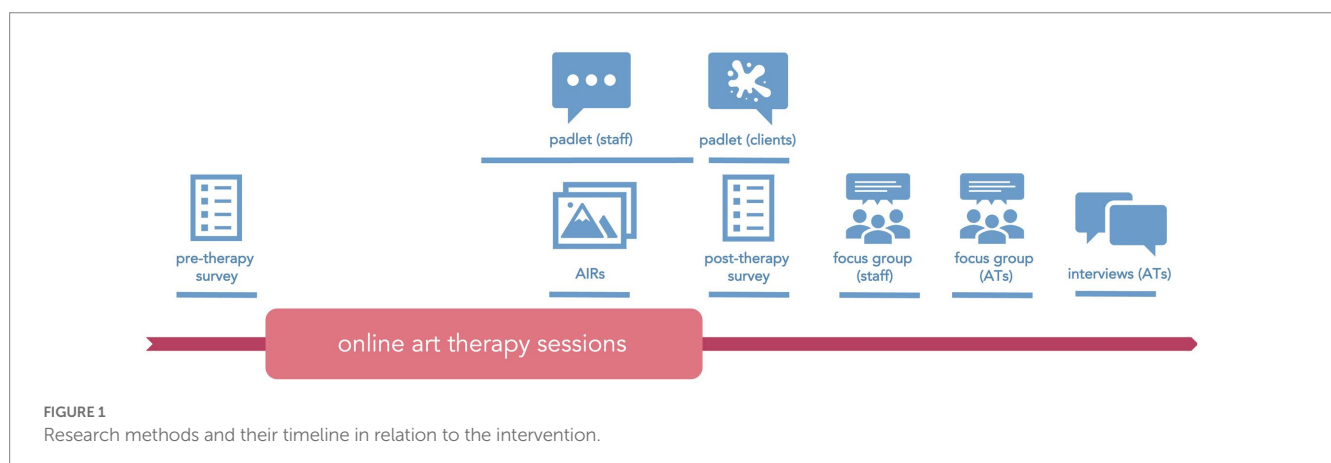 padlet (staff)
padlet (clients)
pre-therapy
survey
AIRs
post-therapy
survey
focus group
(staff)
focus group
(ATs)
interviews (ATs)
online art therapy sessions
FIGURE 1
Research methods and their timeline in relation to the intervention.